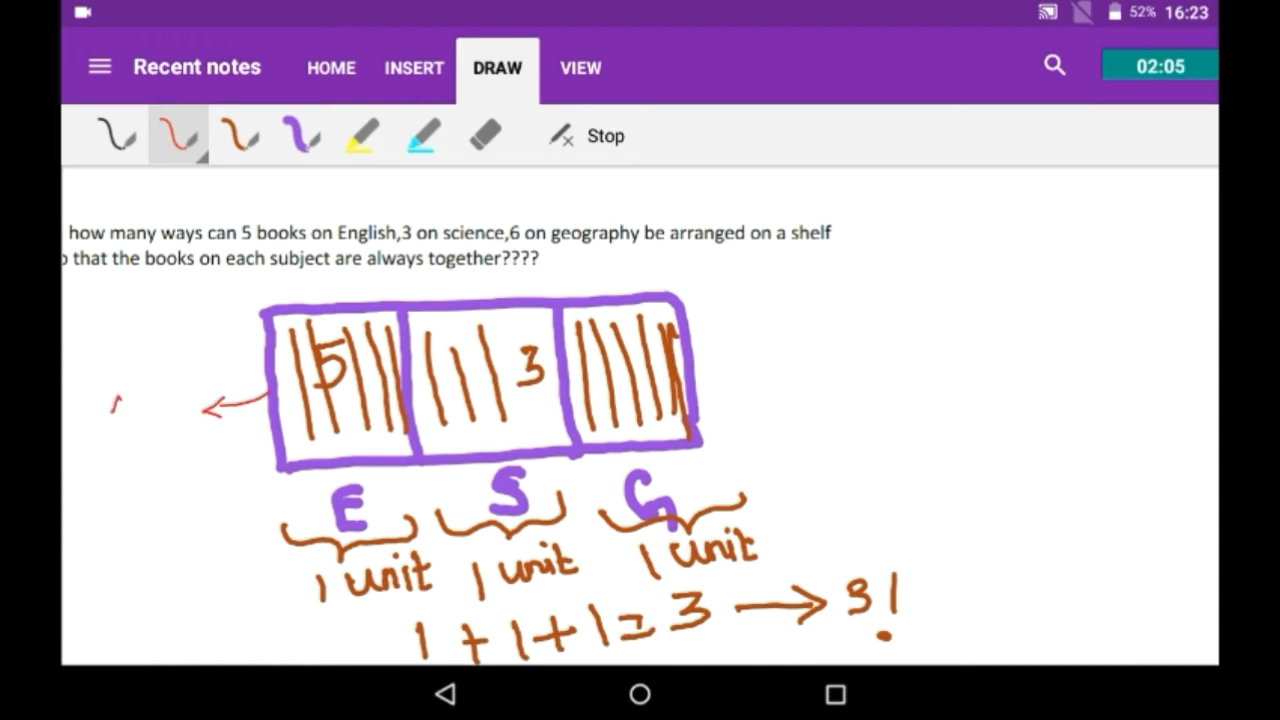 52% 16:23
Recent notes HOME INSERT DRAW VIEW 02:05
Stop
how many ways can 5 books on English,3 on science,6 on geography be arranged on a shelf
that the books on each subject are always together????
5 3
E S G
1 unit 1 unit 1 unit
1 + 1 + 1 = 3 → 3!